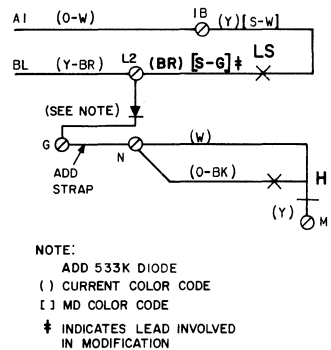 A1 (O-W) 1B (Y)[S-W]
BL (Y-BR) L2 (BR) [S-G]‡ LS
(SEE NOTE)
G N (W)
ADD
STRAP
(O-BK) H
(Y) M
NOTE:
ADD 533K DIODE
( ) CURRENT COLOR CODE
[ ] MD COLOR CODE
‡ INDICATES LEAD INVOLVED
IN MODIFICATION